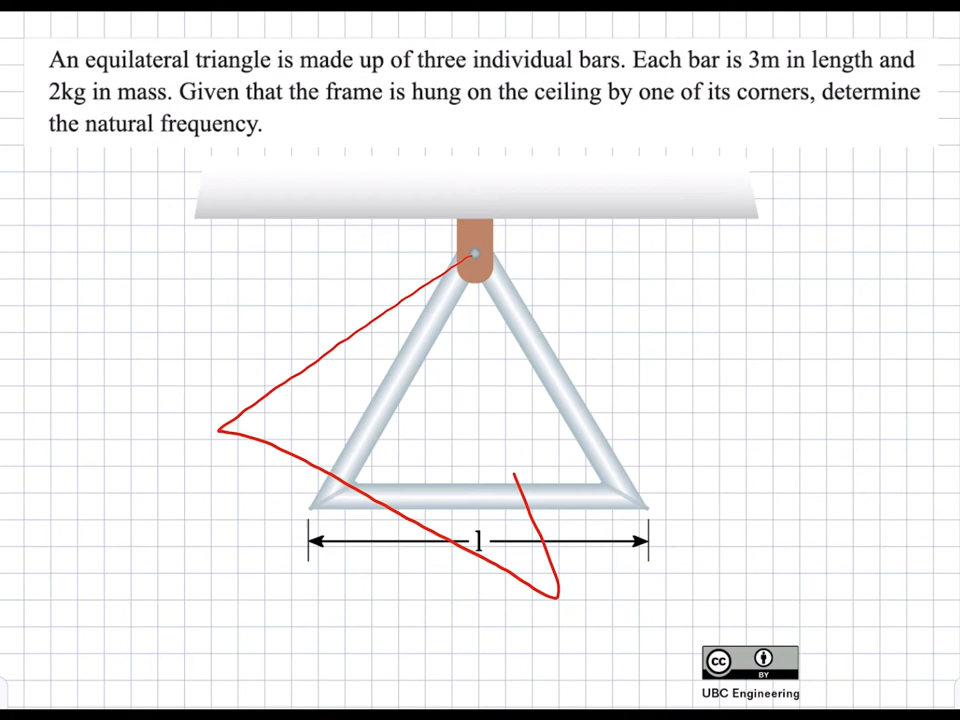 An equilateral triangle is made up of three individual bars. Each bar is 3m in length and
2kg in mass. Given that the frame is hung on the ceiling by one of its corners, determine
the natural frequency.
l
cc
BY
UBC Engineering